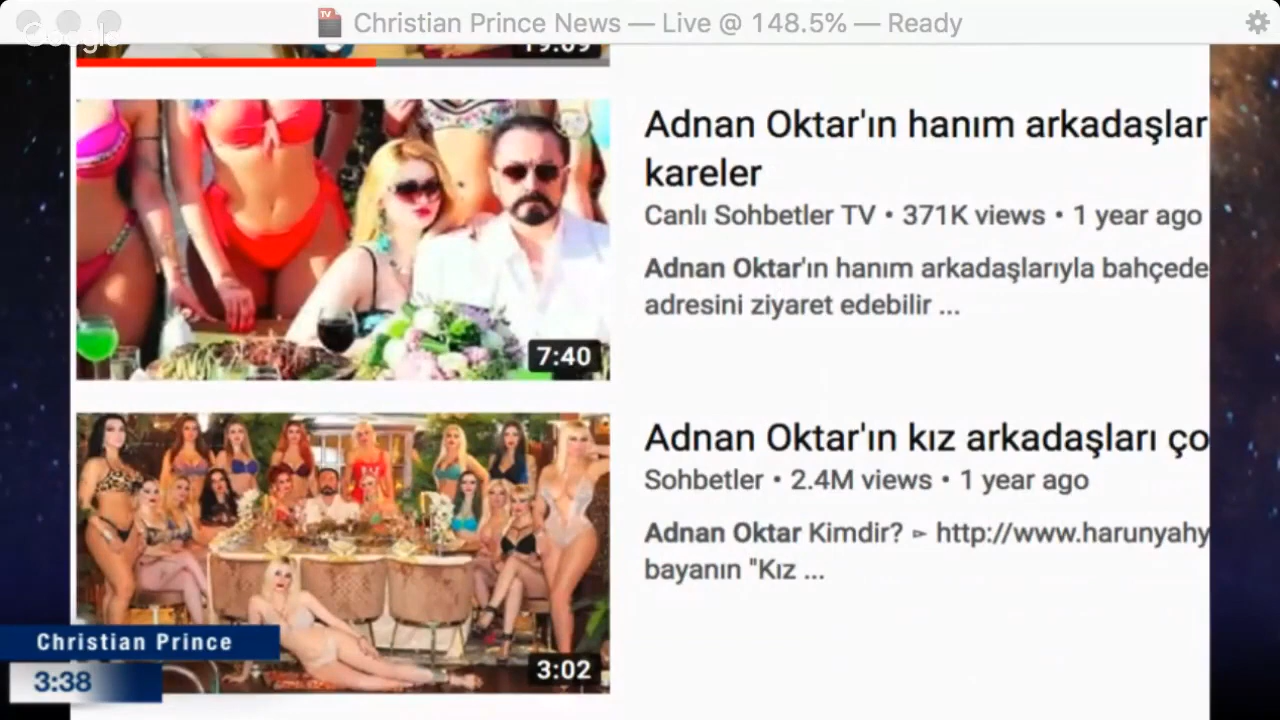 Christian Prince News — Live @ 148.5% — Ready
Google
19:09
Adnan Oktar'ın hanım arkadaşlar
kareler
Canlı Sohbetler TV • 371K views • 1 year ago
Adnan Oktar'ın hanım arkadaşlarıyla bahçede
adresini ziyaret edebilir ...
7:40
Adnan Oktar'ın kız arkadaşları ço
Sohbetler • 2.4M views • 1 year ago
Adnan Oktar Kimdir? ► http://www.harunyahy
bayanın "Kız ...
3:02
Christian Prince
3:38